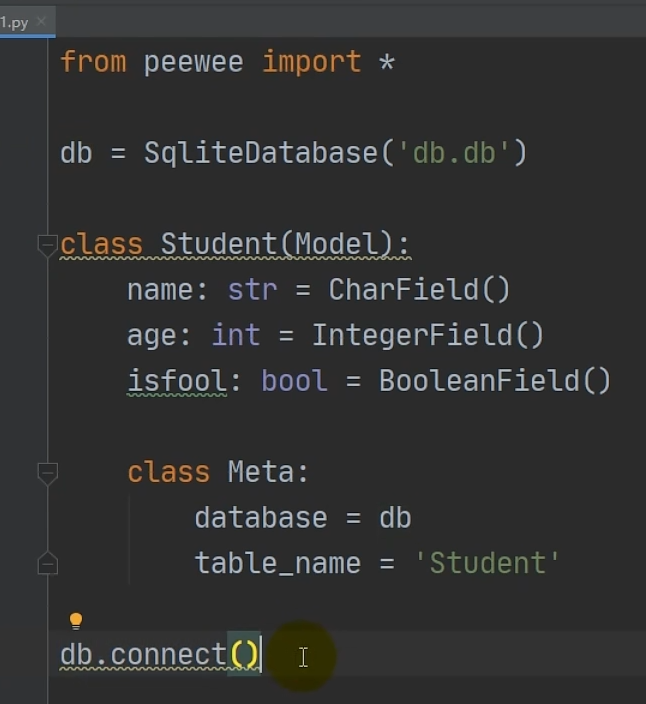 1.py
from peewee import *
db = SqliteDatabase('db.db')
class Student(Model):
name: str = CharField()
age: int = IntegerField()
isfool: bool = BooleanField()
class Meta:
database = db
table_name = 'Student'
db.connect()